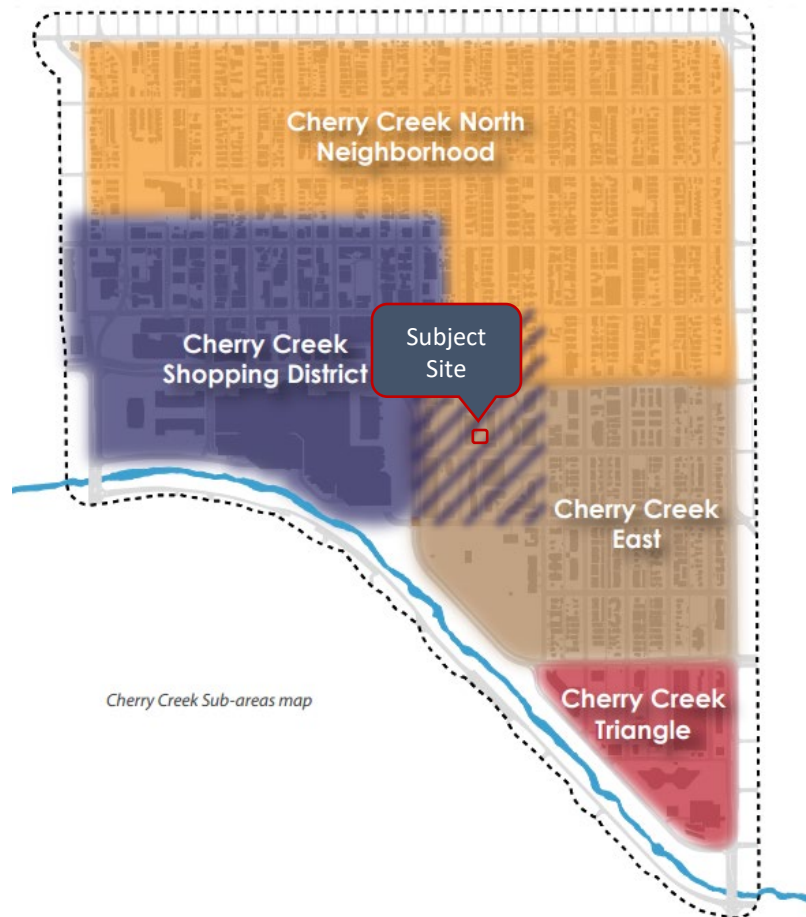 Cherry Creek North
Neighborhood
Cherry Creek
Shopping District
Subject
Site
Cherry Creek
East
Cherry Creek Sub-areas map
Cherry Creek
Triangle